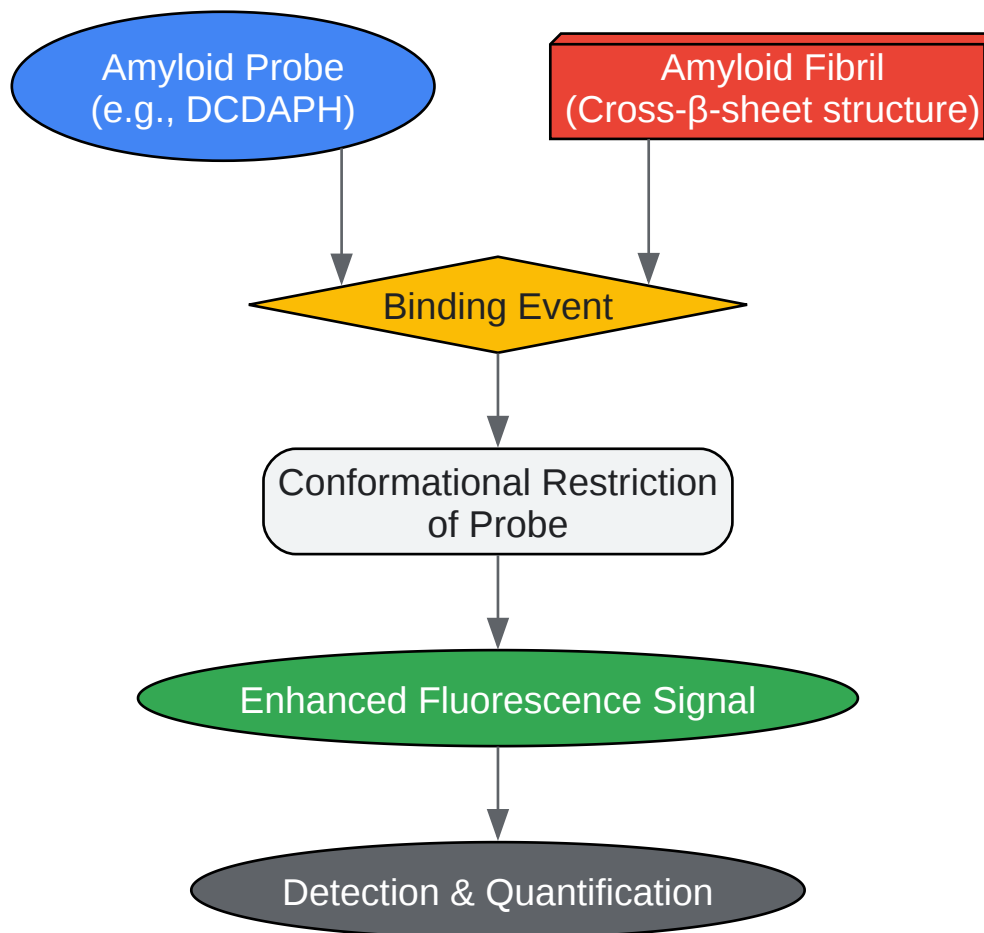 Amyloid Probe
(e.g., DCDAPH)
Amyloid Fibril
(Cross-β-sheet structure)
Binding Event
Conformational Restriction
of Probe
Enhanced Fluorescence Signal
Detection & Quantification